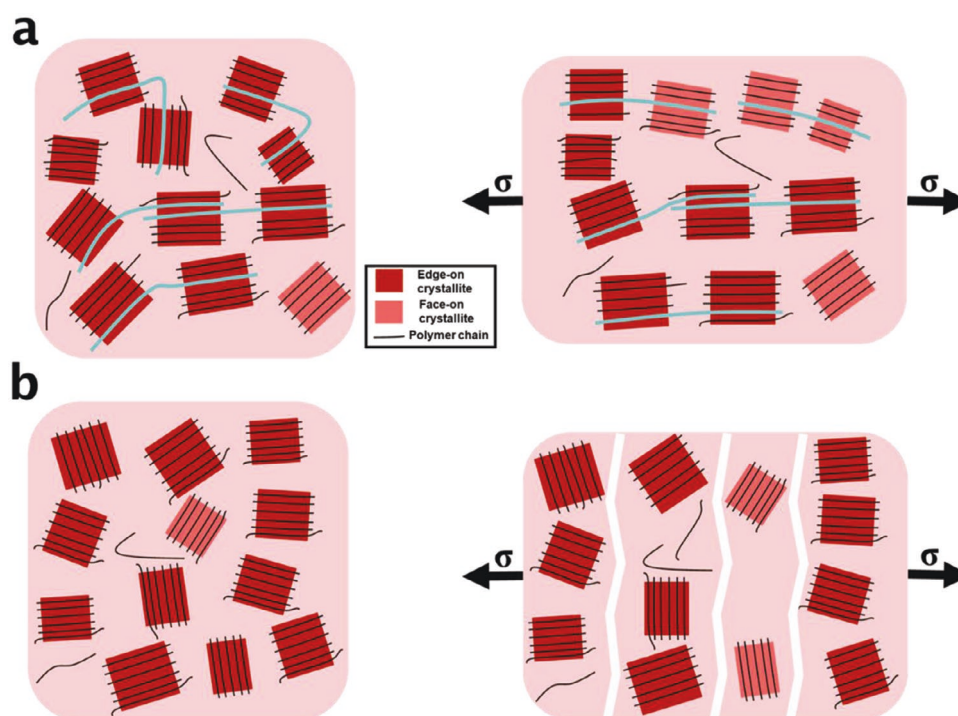 a
σ
σ
Edge-on
crystallite
Face-on
crystallite
Polymer chain
b
σ
σ